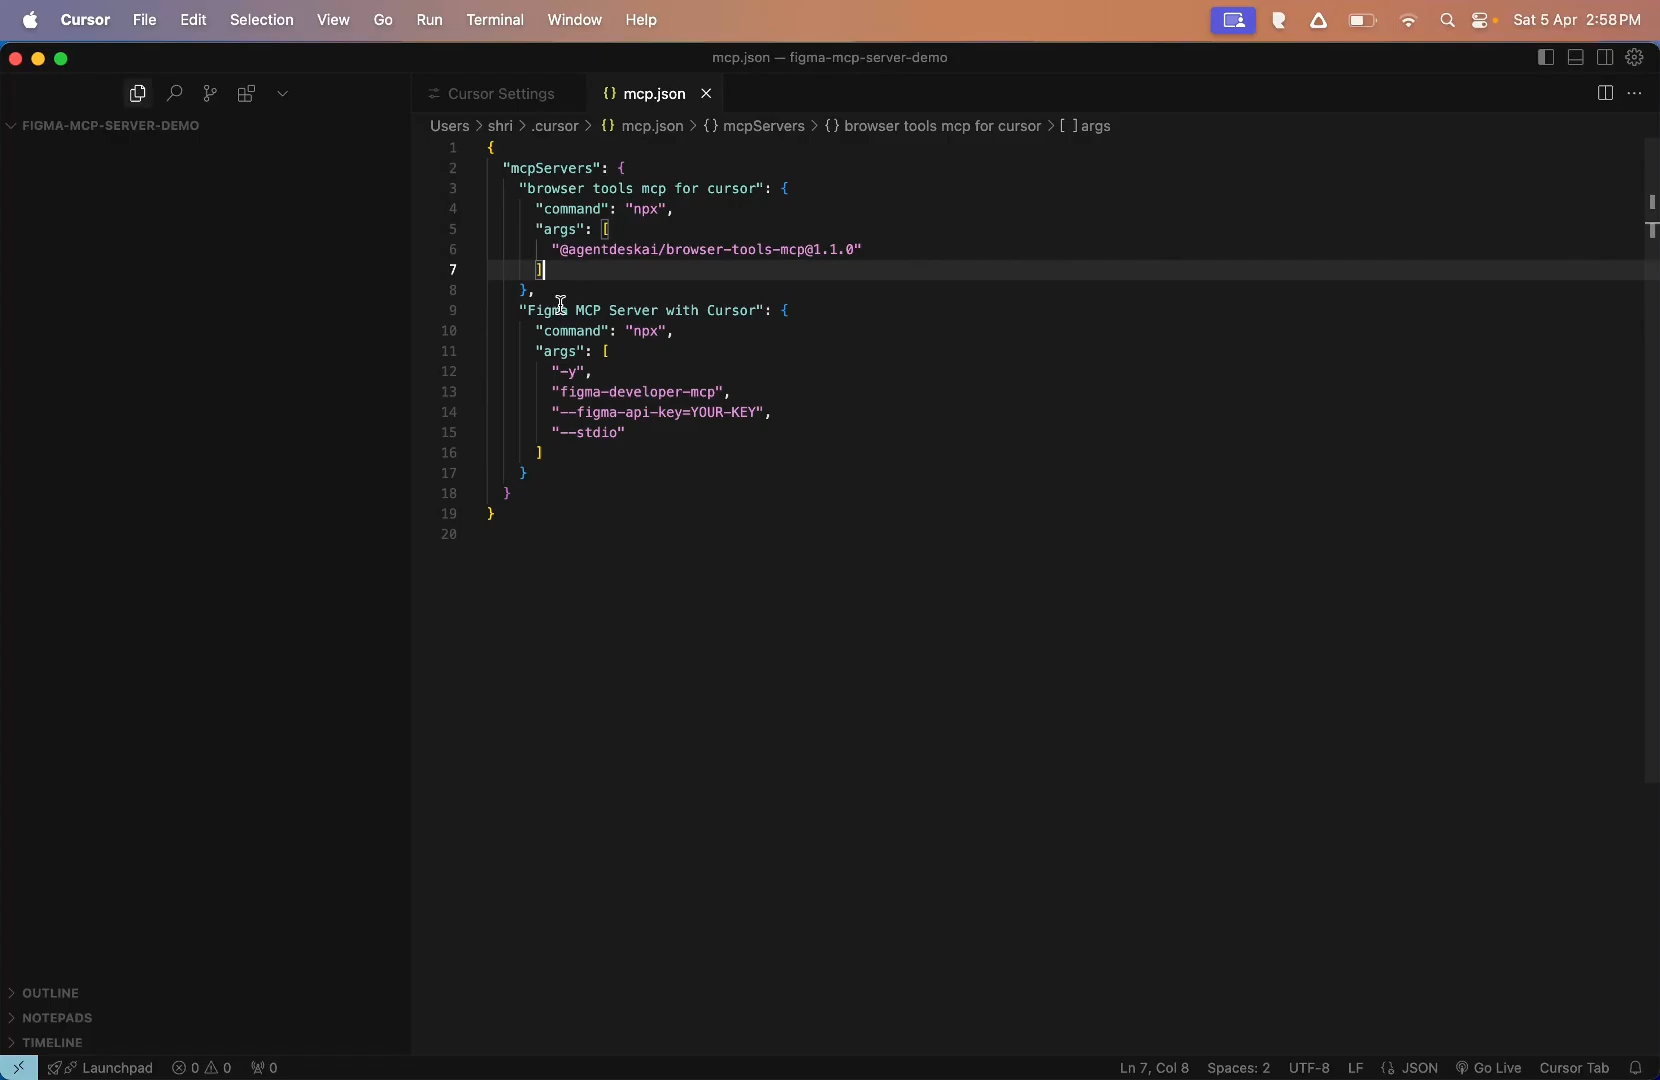 Cursor File Edit Selection View Go Run Terminal Window Help Sat 5 Apr 2:58 PM
mcp.json — figma-mcp-server-demo
Cursor Settings {} mcp.json
FIGMA-MCP-SERVER-DEMO
Users > shri > .cursor > {} mcp.json > {} mcpServers > {} browser tools mcp for cursor > [ ] args
1 {
2 "mcpServers": {
3 "browser tools mcp for cursor": {
4 "command": "npx",
5 "args": [
6 "@agentdeskai/browser-tools-mcp@1.1.0"
7 ]
8 },
9 "Figma MCP Server with Cursor": {
10 "command": "npx",
11 "args": [
12 "-y",
13 "figma-developer-mcp",
14 "--figma-api-key=YOUR-KEY",
15 "--stdio"
16 ]
17 }
18 }
19 }
20
OUTLINE
NOTEPADS
TIMELINE
Launchpad 0 0 0 Ln 7, Col 8 Spaces: 2 UTF-8 LF {} JSON Go Live Cursor Tab